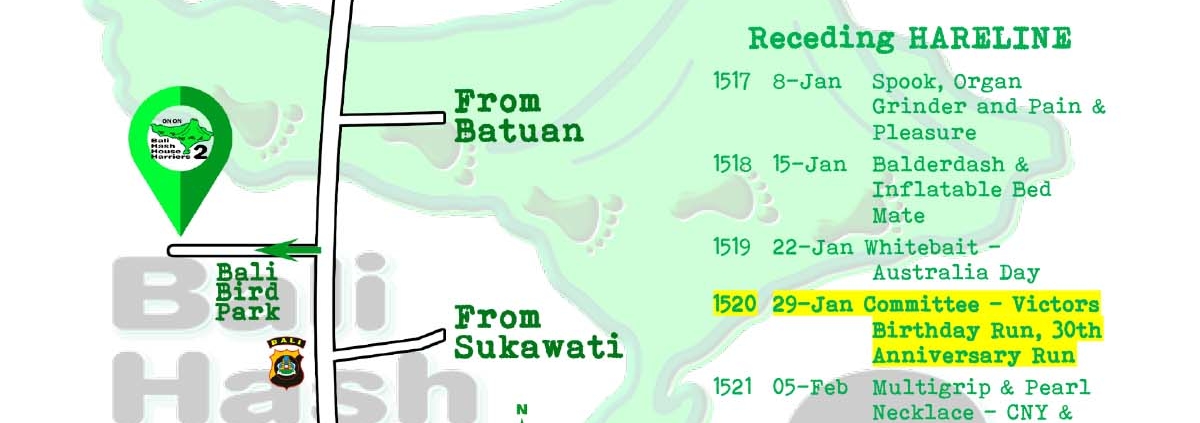 ON ON
Bali
Hash
House
Harriers 2
From
Batuan
Bali
Bird
Park
From
Sukawati
BALI
N
Bali
Hash
Receding HARELINE
1517 8-Jan Spook, Organ
Grinder and Pain &
Pleasure
1518 15-Jan Balderdash &
Inflatable Bed
Mate
1519 22-Jan Whitebait -
Australia Day
1520 29-Jan Committee - Victors
Birthday Run, 30th
Anniversary Run
1521 05-Feb Multigrip & Pearl
Necklace - CNY &